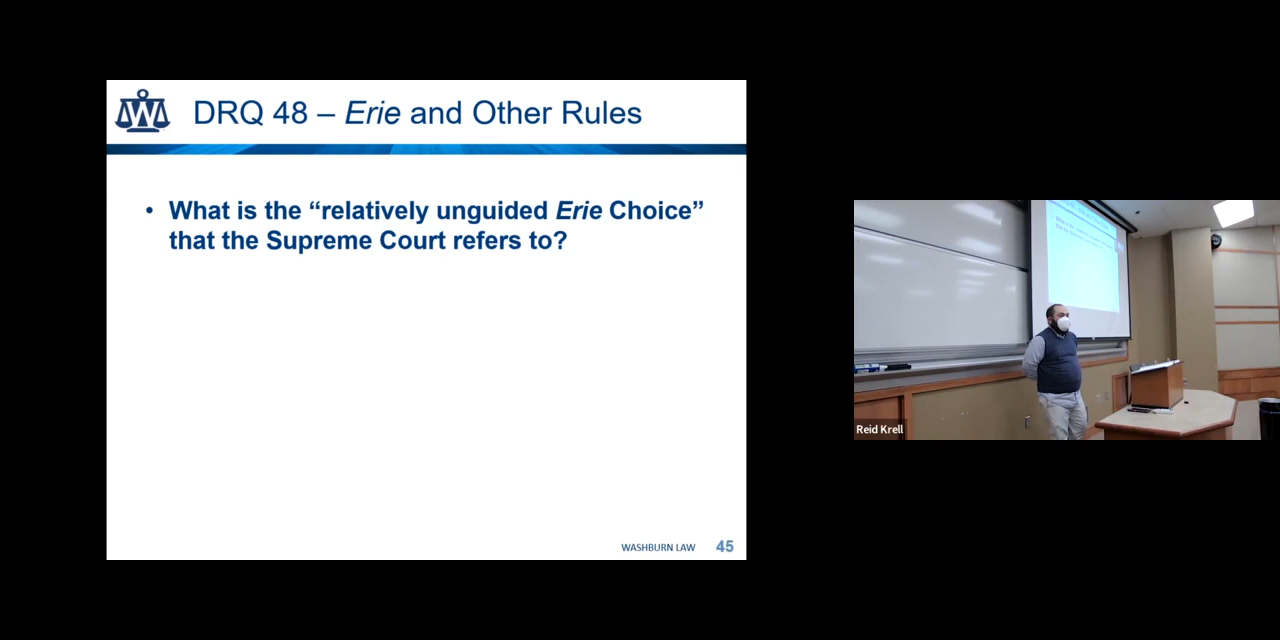 DRQ 48 – Erie and Other Rules
• What is the “relatively unguided Erie Choice”
that the Supreme Court refers to?
WASHBURN LAW 45
Reid Krell